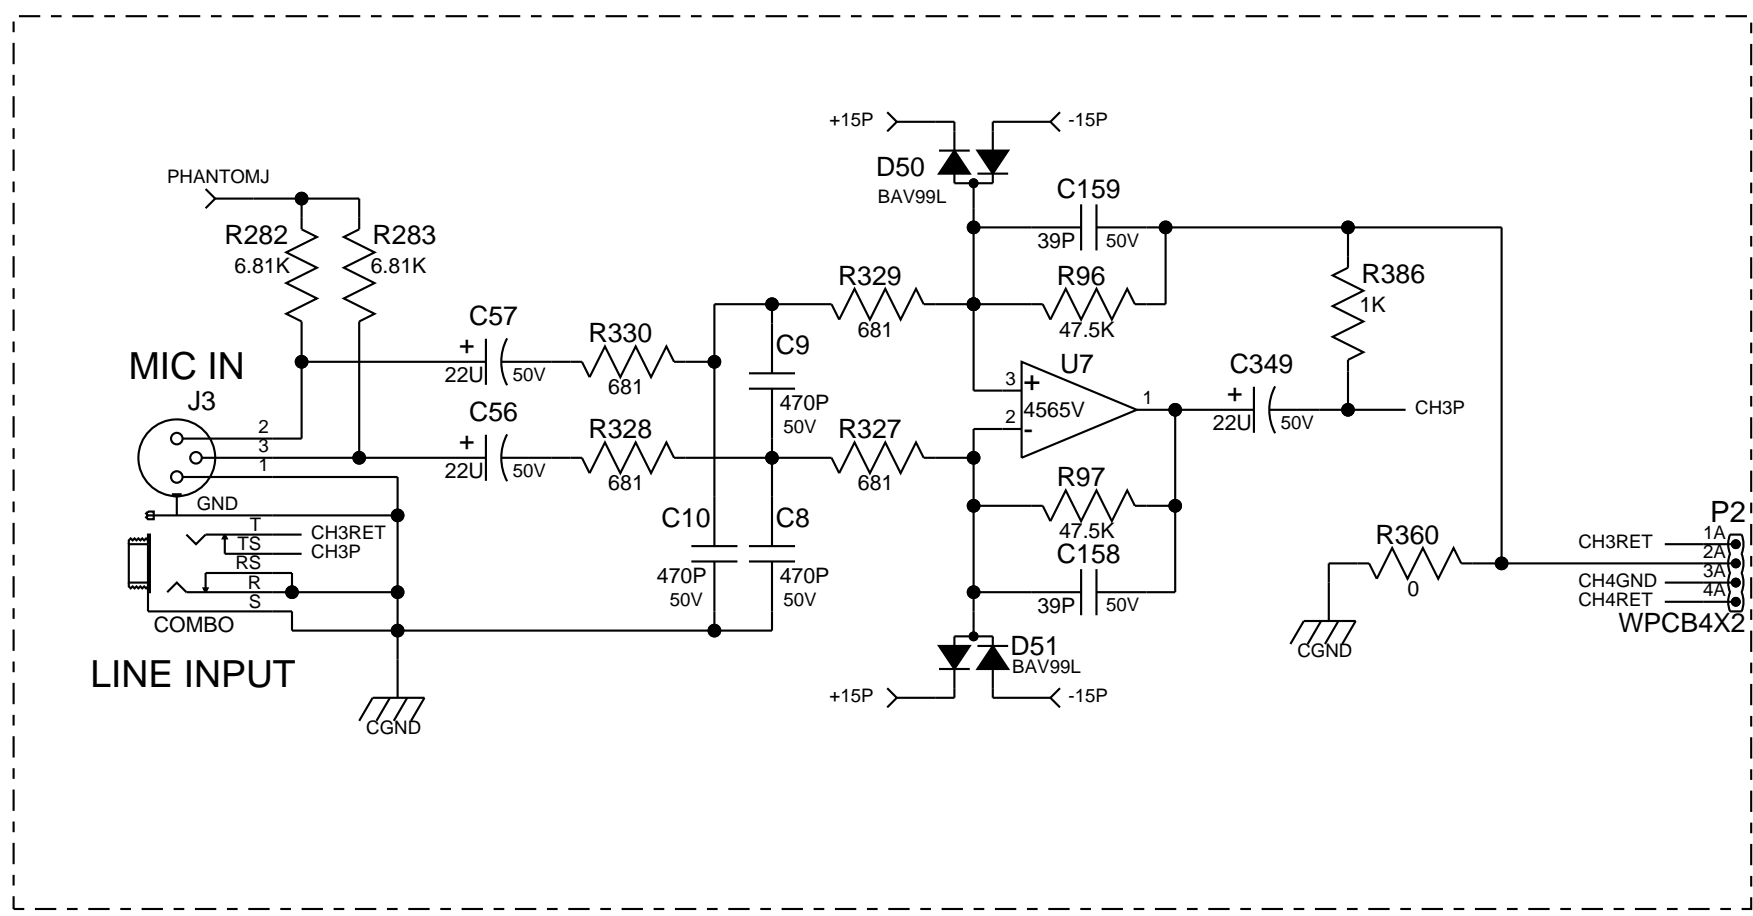 +15P
-15P
D50
BAV99L
PHANTOMJ
C159
39P
50V
R282
6.81K
R283
6.81K
R329
681
R96
47.5K
R386
1K
C57
+
22U
50V
R330
681
C9
470P
50V
MIC IN
J3
2
3
1
GND
C56
+
22U
50V
R328
681
R327
681
U7
3
+
4565V
2
-
1
C349
+
22U
50V
CH3P
R97
47.5K
C158
39P
50V
C10
470P
50V
C8
470P
50V
T
CH3RET
TS
CH3P
RS
R
S
COMBO
LINE INPUT
CGND
D51
BAV99L
+15P
-15P
R360
0
CGND
P2
CH3RET
1A
2A
CH4GND
3A
CH4RET
4A
WPCB4X2